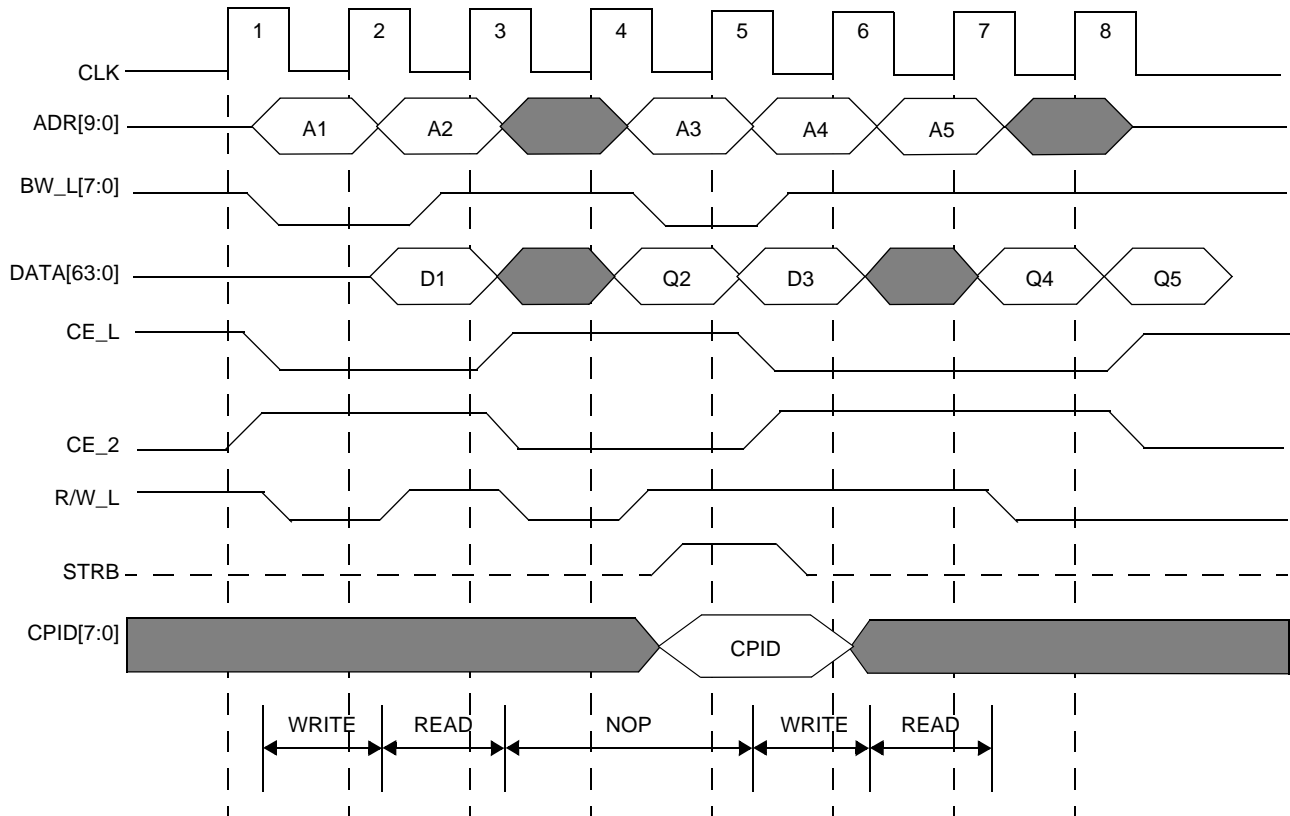 1 2 3 4 5 6 7 8
CLK
ADR[9:0] A1 A2 A3 A4 A5
BW_L[7:0]
DATA[63:0] D1 Q2 D3 Q4 Q5
CE_L
CE_2
R/W_L
STRB
CPID[7:0] CPID
WRITE READ NOP WRITE READ